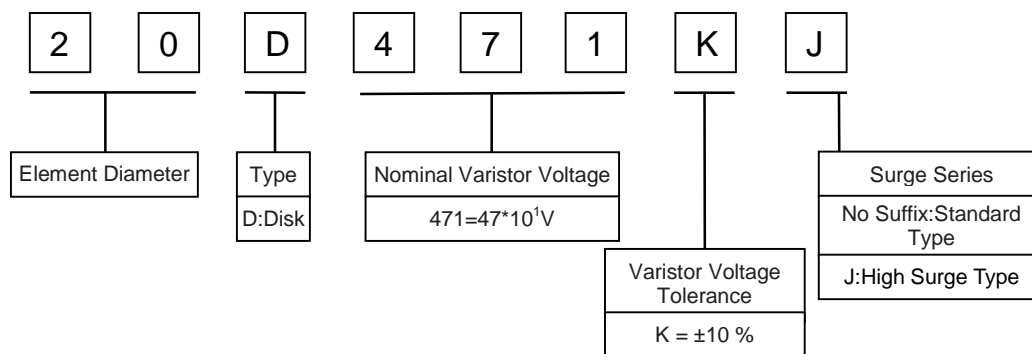 2 0 D 4 7 1 K J
Element Diameter
Type
D:Disk
Nominal Varistor Voltage
471=47*10¹V
Varistor Voltage
Tolerance
K = ±10 %
Surge Series
No Suffix:Standard
Type
J:High Surge Type